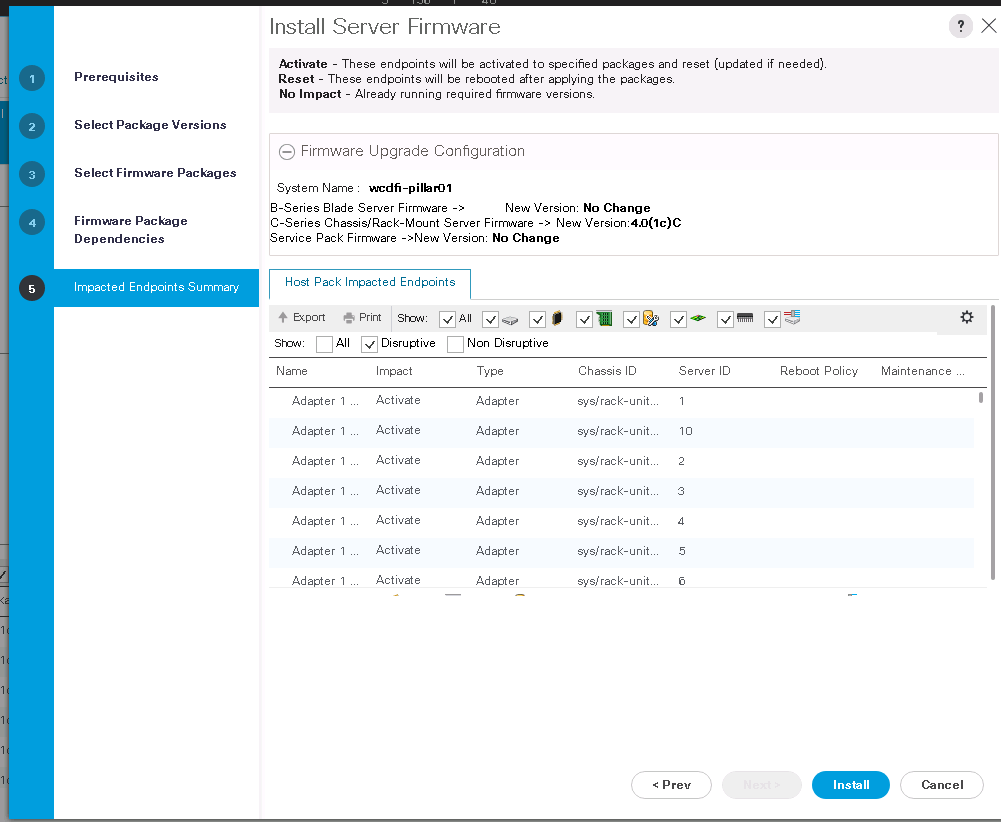 Install Server Firmware
?
Activate - These endpoints will be activated to specified packages and reset (updated if needed).
Reset - These endpoints will be rebooted after applying the packages.
No Impact - Already running required firmware versions.
1 Prerequisites
2 Select Package Versions
3 Select Firmware Packages
4 Firmware Package
Dependencies
5 Impacted Endpoints Summary
Firmware Upgrade Configuration
System Name : wcdfi-pillar01
B-Series Blade Server Firmware -> New Version: No Change
C-Series Chassis/Rack-Mount Server Firmware -> New Version:4.0(1c)C
Service Pack Firmware ->New Version: No Change
Host Pack Impacted Endpoints
Export Print Show: All
Show: All Disruptive Non Disruptive
Name Impact Type Chassis ID Server ID Reboot Policy Maintenance ...
Adapter 1 ... Activate Adapter sys/rack-unit... 1
Adapter 1 ... Activate Adapter sys/rack-unit... 10
Adapter 1 ... Activate Adapter sys/rack-unit... 2
Adapter 1 ... Activate Adapter sys/rack-unit... 3
Adapter 1 ... Activate Adapter sys/rack-unit... 4
Adapter 1 ... Activate Adapter sys/rack-unit... 5
Adapter 1 ... Activate Adapter sys/rack-unit... 6
< Prev Next > Install Cancel